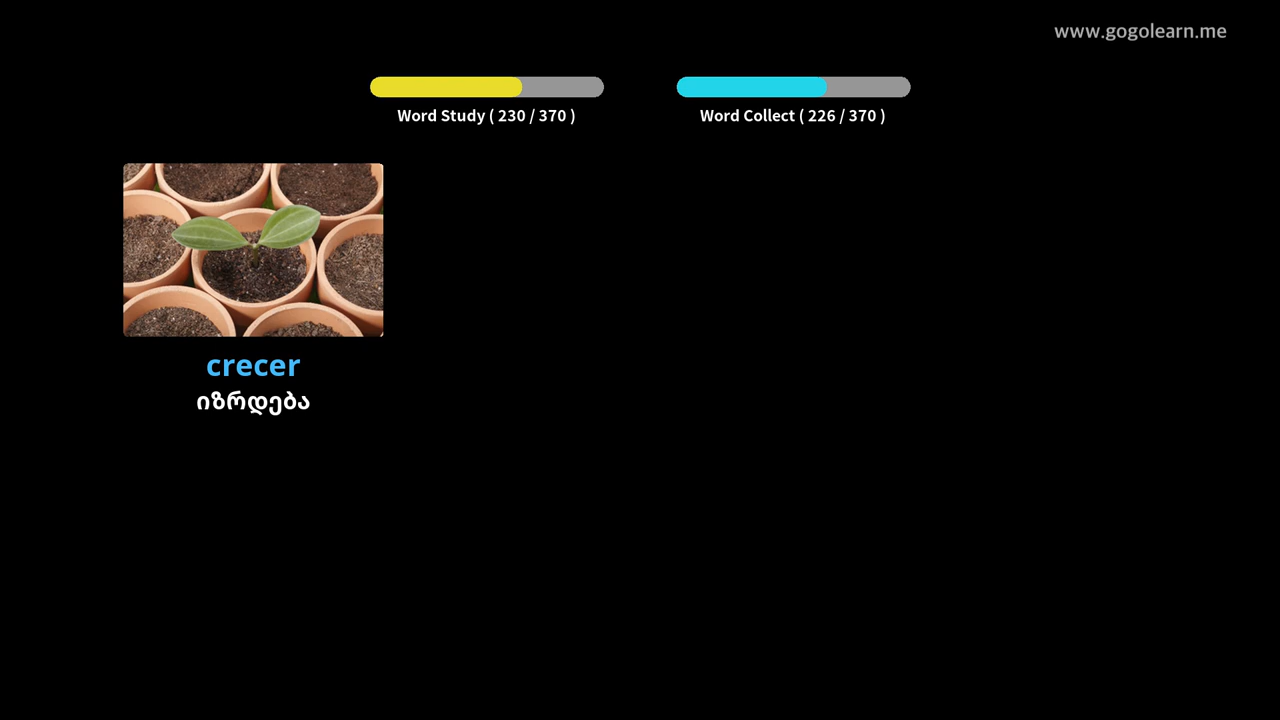 www.gogolearn.me
Word Study ( 230 / 370 )
Word Collect ( 226 / 370 )
crecer
იზრდება